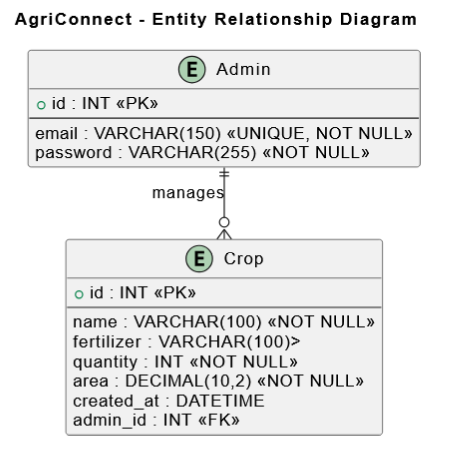 AgriConnect - Entity Relationship Diagram
E Admin
id : INT «PK»
email : VARCHAR(150) «UNIQUE, NOT NULL»
password : VARCHAR(255) «NOT NULL»
manages
E Crop
id : INT «PK»
name : VARCHAR(100) «NOT NULL»
fertilizer : VARCHAR(100)>
quantity : INT «NOT NULL»
area : DECIMAL(10,2) «NOT NULL»
created_at : DATETIME
admin_id : INT «FK»